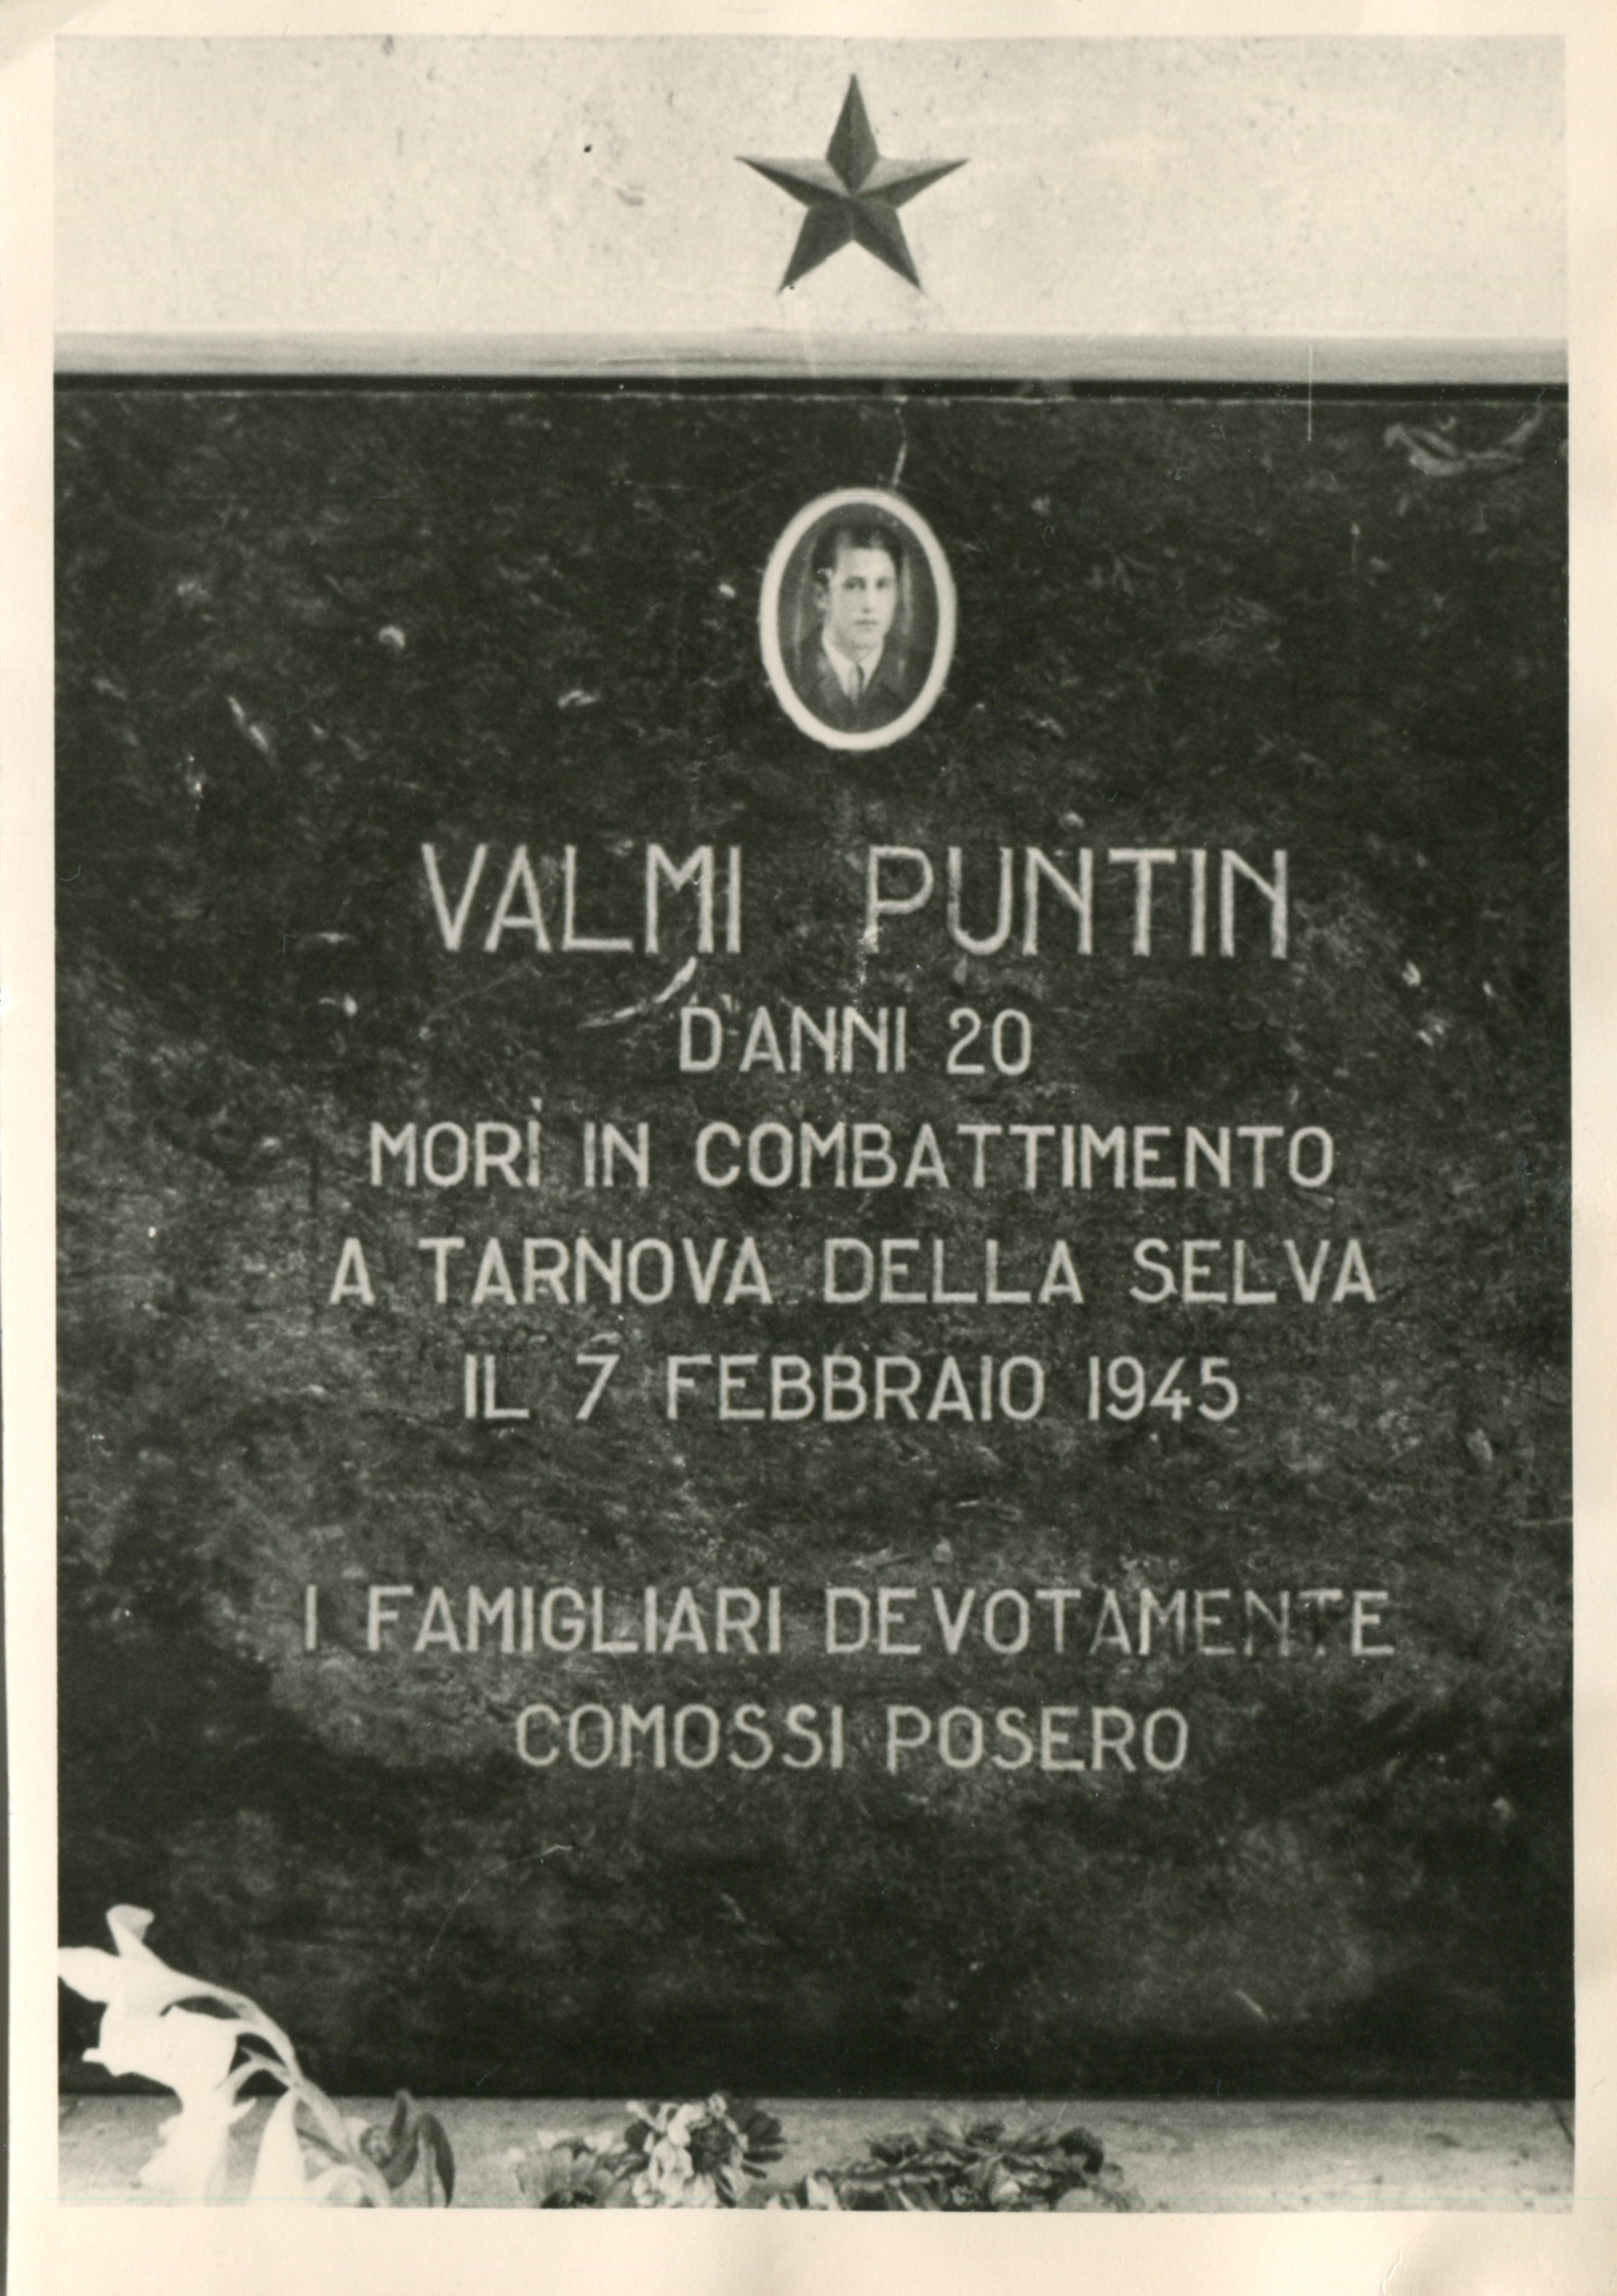 VALMI PUNTIN
D'ANNI 20
MORÌ IN COMBATTIMENTO
A TARNOVA DELLA SELVA
IL 7 FEBBRAIO 1945
I FAMIGLIARI DEVOTAMENTE
COMOSSI POSERO